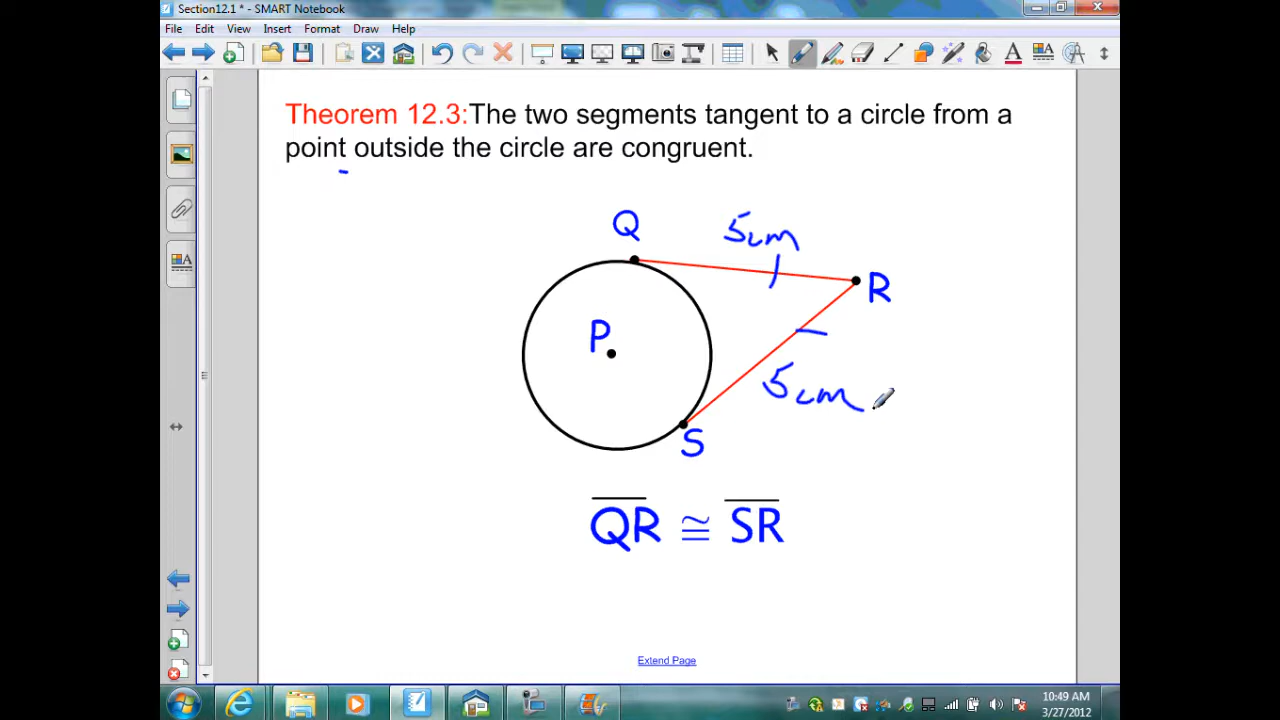 Section12.1 * - SMART Notebook
File Edit View Insert Format Draw Help
Theorem 12.3:The two segments tangent to a circle from a
point outside the circle are congruent.
Q
5cm
R
P
5cm
S
QR ≅ SR
Extend Page
10:49 AM
3/27/2012